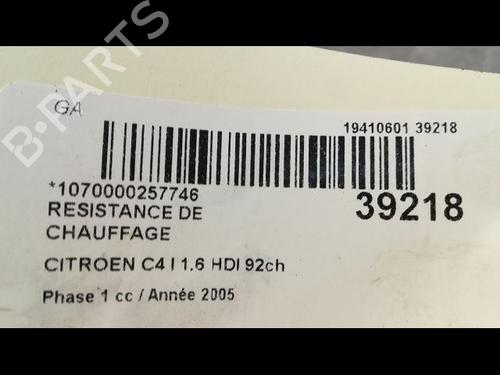 GA
19410601 39218
*1070000257746
39218
RESISTANCE DE
CHAUFFAGE
CITROEN C4 I 1.6 HDI 92ch
Phase 1 cc / Année 2005
B-PARTS